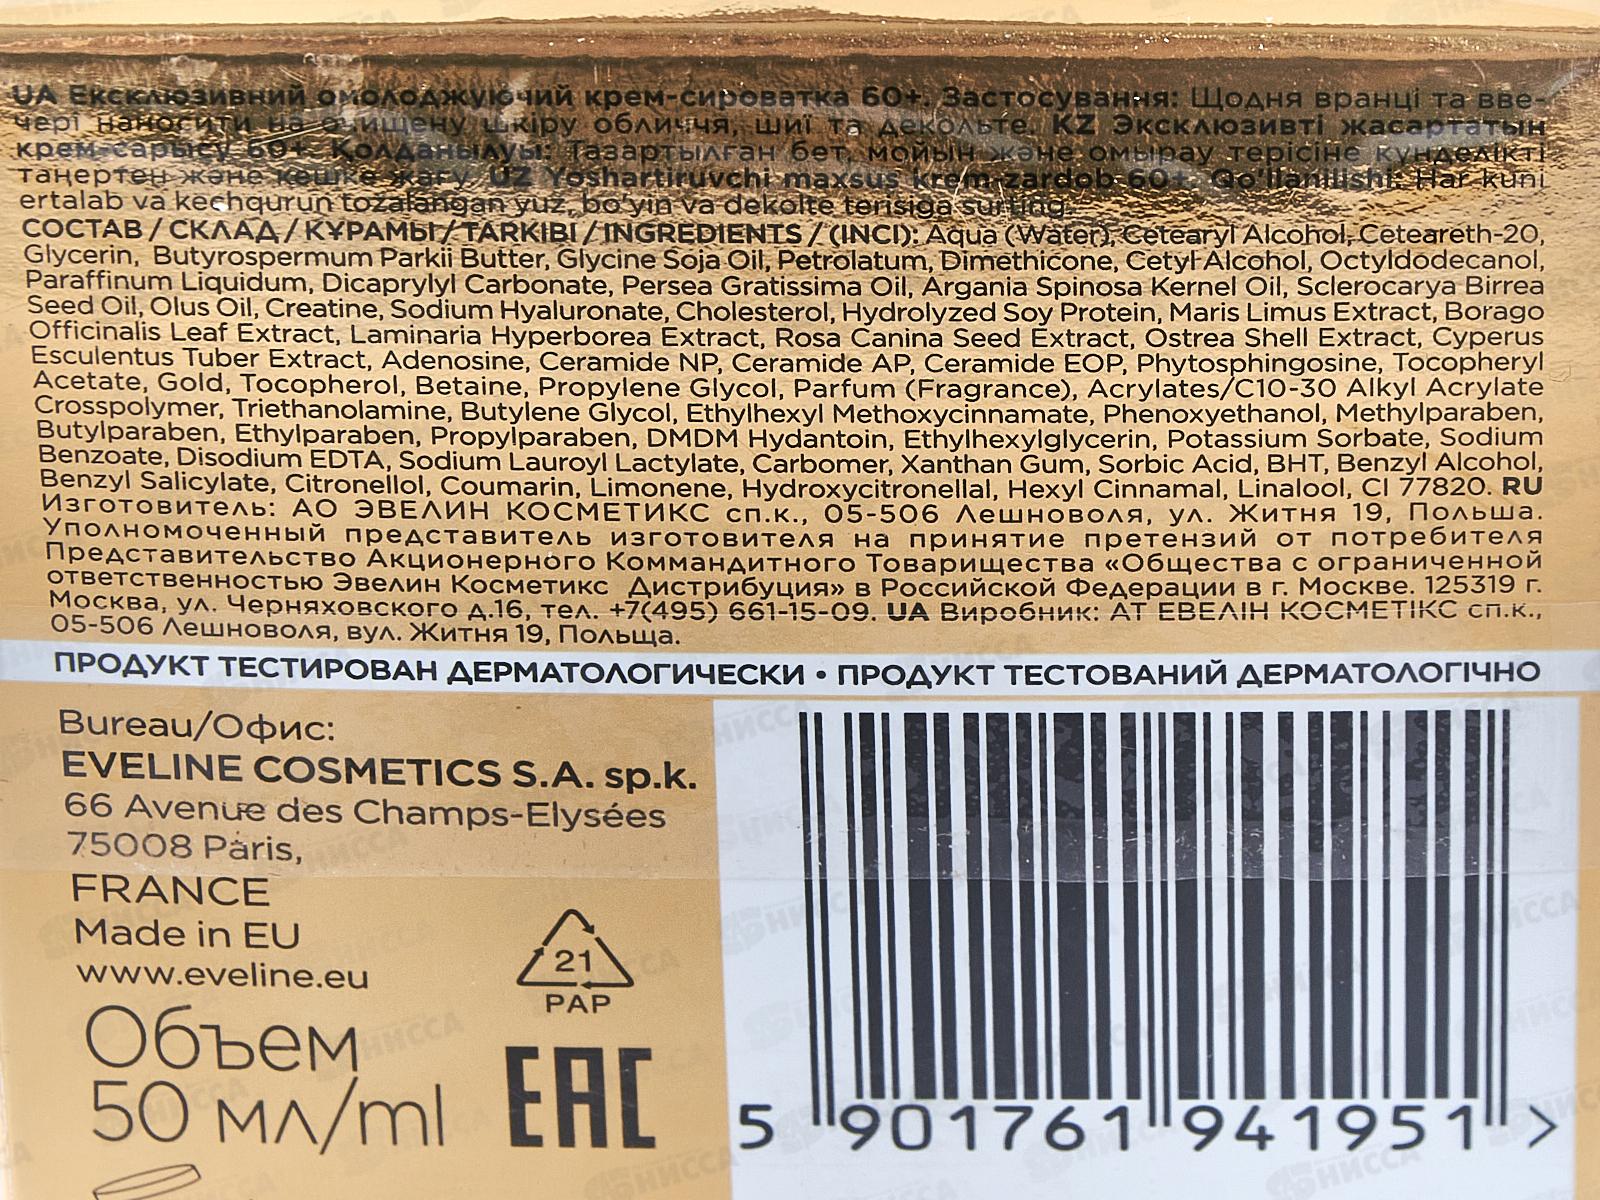 UA Ексклюзивний омолоджуючий крем-сироватка 60+. Застосування: Щодня вранці та вве-
чері наносити на очищену шкіру обличчя, шиї та декольте. KZ Эксклюзивті жасартатын
крем-сарысу 60+. Қолданылуы: Тазартылған бет, мойын және омырау терісіне күнделікті
таңертен және кешке жағу. UZ Yoshartiruvchi maxsus krem-zardob 60+. Qo'llanilishi: Har kuni
ertalab va kechqurun tozalangan yuz, bo'yin va dekolte terisiga surting.
СОСТАВ / СКЛАД / ҚҰРАМЫ / TARKIBI / INGREDIENTS / (INCI): Aqua (Water), Cetearyl Alcohol, Ceteareth-20,
Glycerin, Butyrospermum Parkii Butter, Glycine Soja Oil, Petrolatum, Dimethicone, Cetyl Alcohol, Octyldodecanol,
Paraffinum Liquidum, Dicaprylyl Carbonate, Persea Gratissima Oil, Argania Spinosa Kernel Oil, Sclerocarya Birrea
Seed Oil, Olus Oil, Creatine, Sodium Hyaluronate, Cholesterol, Hydrolyzed Soy Protein, Maris Limus Extract, Borago
Officinalis Leaf Extract, Laminaria Hyperborea Extract, Rosa Canina Seed Extract, Ostrea Shell Extract, Cyperus
Esculentus Tuber Extract, Adenosine, Ceramide NP, Ceramide AP, Ceramide EOP, Phytosphingosine, Tocopheryl
Acetate, Gold, Tocopherol, Betaine, Propylene Glycol, Parfum (Fragrance), Acrylates/C10-30 Alkyl Acrylate
Crosspolymer, Triethanolamine, Butylene Glycol, Ethylhexyl Methoxycinnamate, Phenoxyethanol, Methylparaben,
Butylparaben, Ethylparaben, Propylparaben, DMDM Hydantoin, Ethylhexylglycerin, Potassium Sorbate, Sodium
Benzoate, Disodium EDTA, Sodium Lauroyl Lactylate, Carbomer, Xanthan Gum, Sorbic Acid, BHT, Benzyl Alcohol,
Benzyl Salicylate, Citronellol, Coumarin, Limonene, Hydroxycitronellal, Hexyl Cinnamal, Linalool, CI 77820. RU
Изготовитель: АО ЭВЕЛИН КОСМЕТИКС сп.к., 05-506 Лешноволя, ул. Житня 19, Польша.
Уполномоченный представитель изготовителя на принятие претензий от потребителя
Представительство Акционерного Коммандитного Товарищества «Общества с ограниченной
ответственностью Эвелин Косметикс Дистрибуция» в Российской Федерации в г. Москве. 125319 г.
Москва, ул. Черняховского д.16, тел. +7(495) 661-15-09. UA Виробник: АТ ЕВЕЛІН КОСМЕТІКС сп.к.,
05-506 Лешноволя, вул. Житня 19, Польща.
ПРОДУКТ ТЕСТИРОВАН ДЕРМАТОЛОГИЧЕСКИ • ПРОДУКТ ТЕСТОВАНИЙ ДЕРМАТОЛОГІЧНО
Bureau/Офис:
EVELINE COSMETICS S.A. sp.k.
66 Avenue des Champs-Elysées
75008 Paris,
FRANCE
Made in EU
www.eveline.eu
21
PAP
Объем
50 мл/ml
EAC
5 901761 941951 >